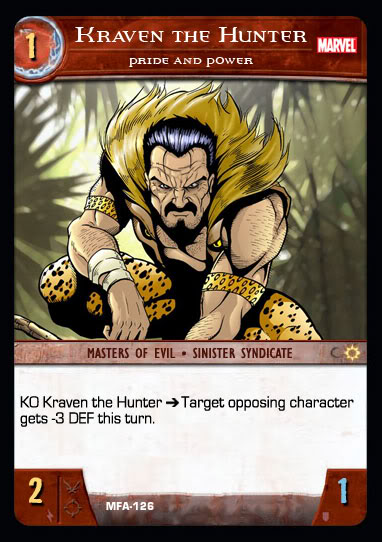 1
KRAVEN THE HUNTER
MARVEL
PRIDE AND POWER
MASTERS OF EVIL • SINISTER SYNDICATE C
KO Kraven the Hunter ➔ Target opposing character
gets -3 DEF this turn.
2
MFA-126
1